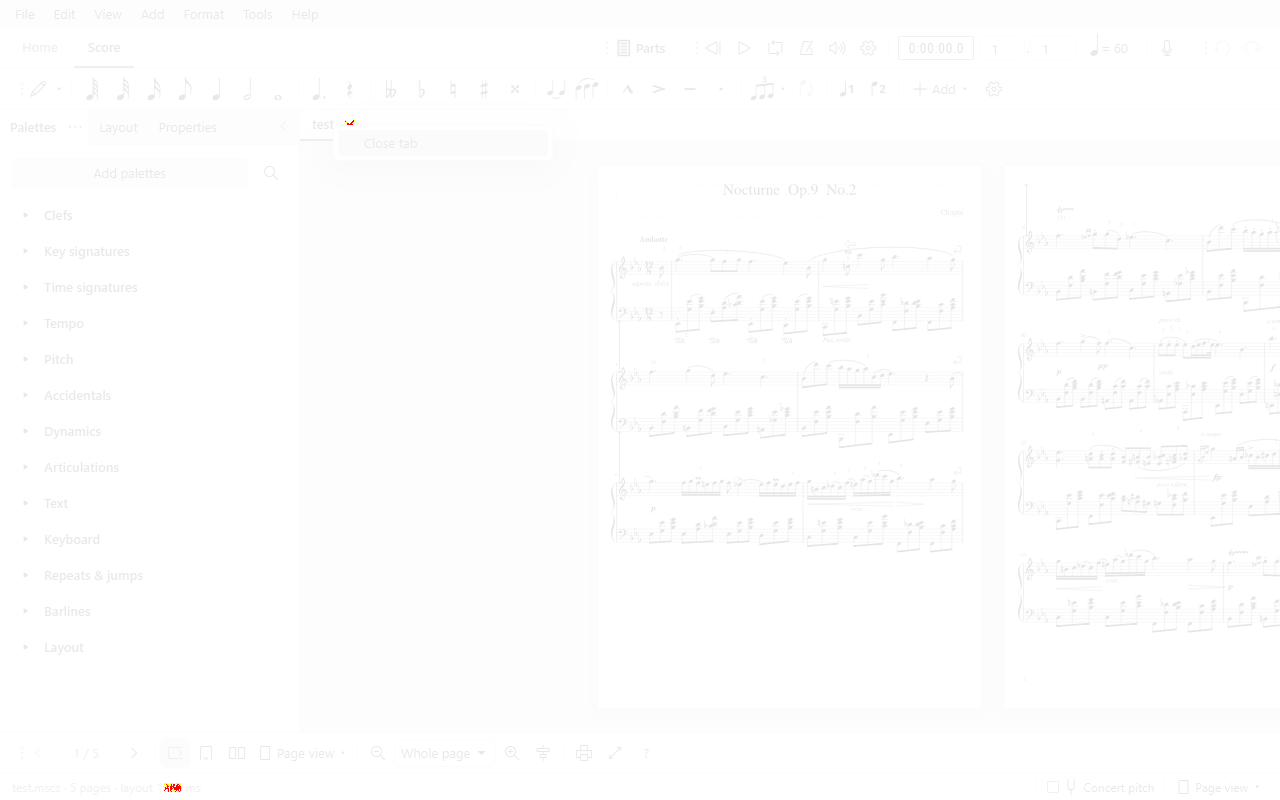 File Edit View Add Format Tools Help
Home Score Parts 0:00:00.0 1 . 1 = 60
Add
Palettes ... Layout Properties test
Close tab
Add palettes
Clefs
Key signatures
Time signatures
Tempo
Pitch
Accidentals
Dynamics
Articulations
Text
Keyboard
Repeats & jumps
Barlines
Layout
Nocturne Op.9 No.2
Chopin
Andante
1 / 5 Page view Whole page ?
test.mscz · 5 pages · layout ms Concert pitch Page view